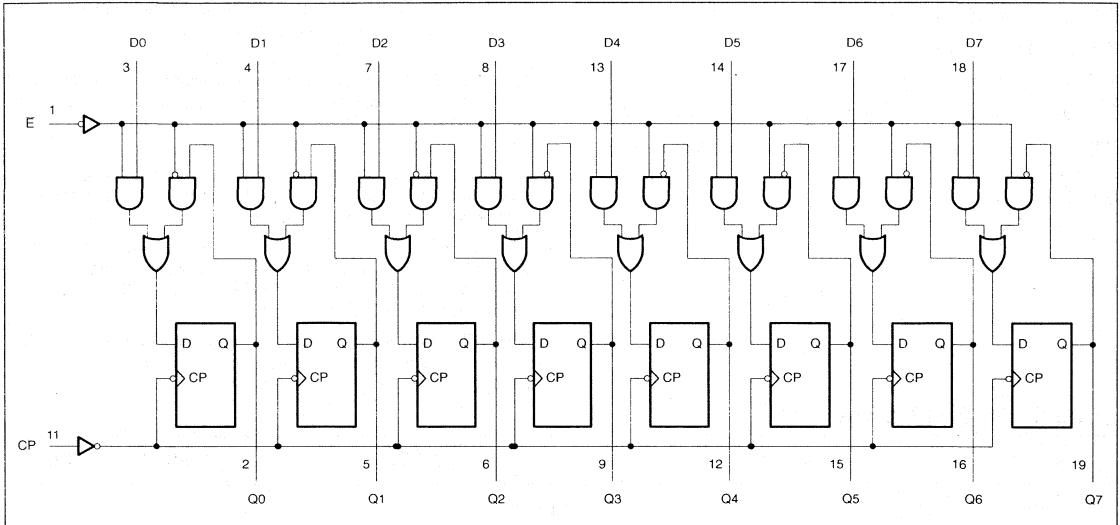 D0 D1 D2 D3 D4 D5 D6 D7
3 4 7 8 13 14 17 18
E 1
D Q D Q D Q D Q D Q D Q D Q D Q
CP CP CP CP CP CP CP CP
CP 11
2 5 6 9 12 15 16 19
Q0 Q1 Q2 Q3 Q4 Q5 Q6 Q7